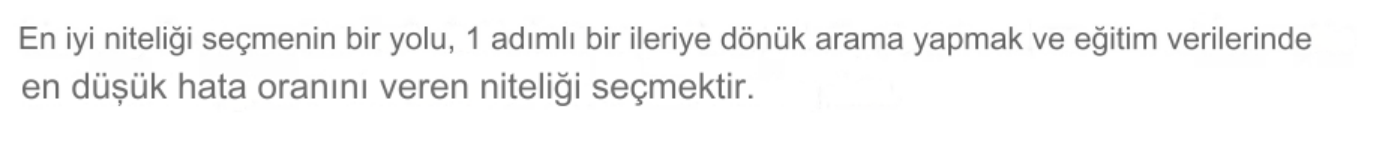 En iyi niteliği seçmenin bir yolu, 1 adımlı bir ileriye dönük arama yapmak ve eğitim verilerinde
en düşük hata oranını veren niteliği seçmektir.